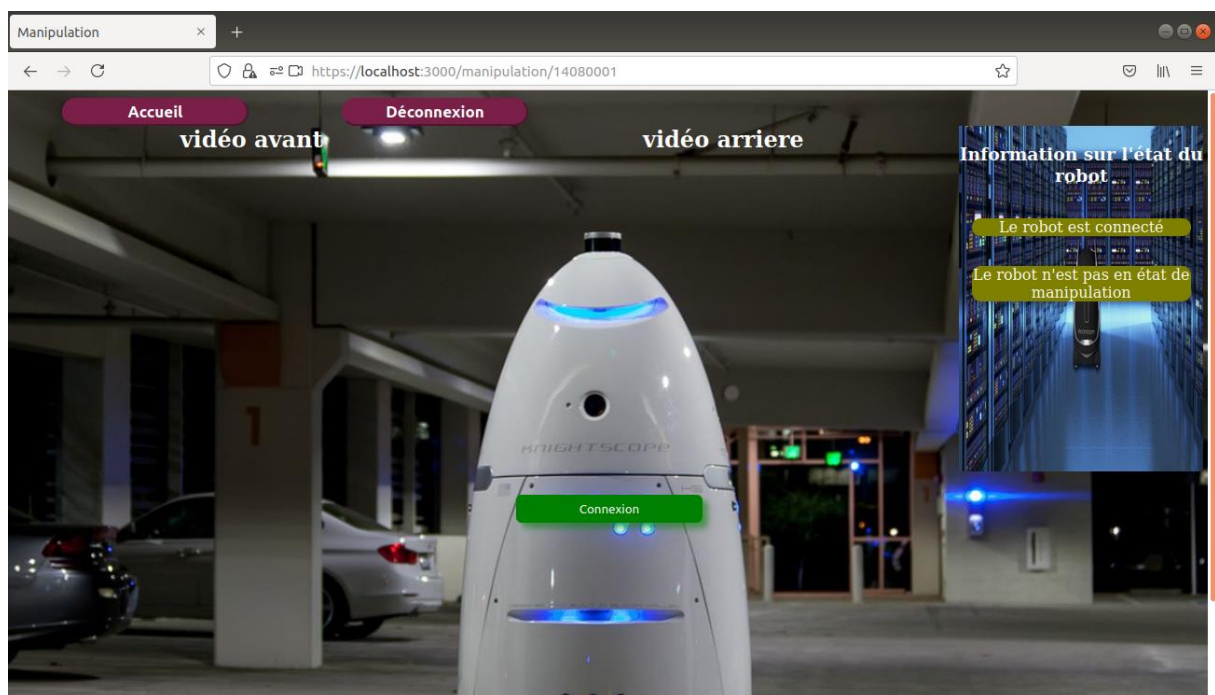 Manipulation
https://localhost:3000/manipulation/14080001
Accueil
Déconnexion
vidéo avant
vidéo arriere
Information sur l'état du
robot
Le robot est connecté
Le robot n'est pas en état de
manipulation
1
KNIGHTSCOPE
Connexion